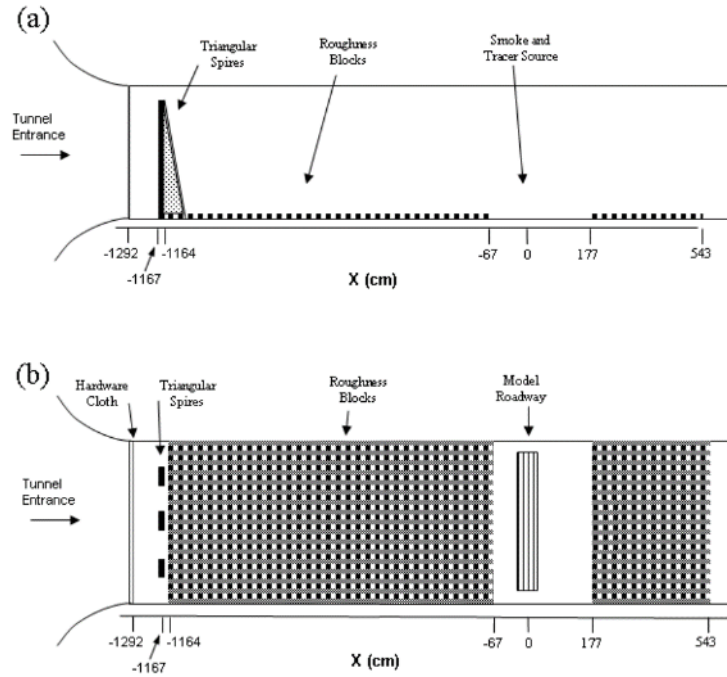 (a)
Triangular
Spires
Roughness
Blocks
Smoke and
Tracer Source
Tunnel
Entrance
-1292
-1164
-67
0
177
543
-1167
X (cm)
(b)
Hardware
Cloth
Triangular
Spires
Roughness
Blocks
Model
Roadway
Tunnel
Entrance
-1292
-1164
-67
0
177
543
-1167
X (cm)